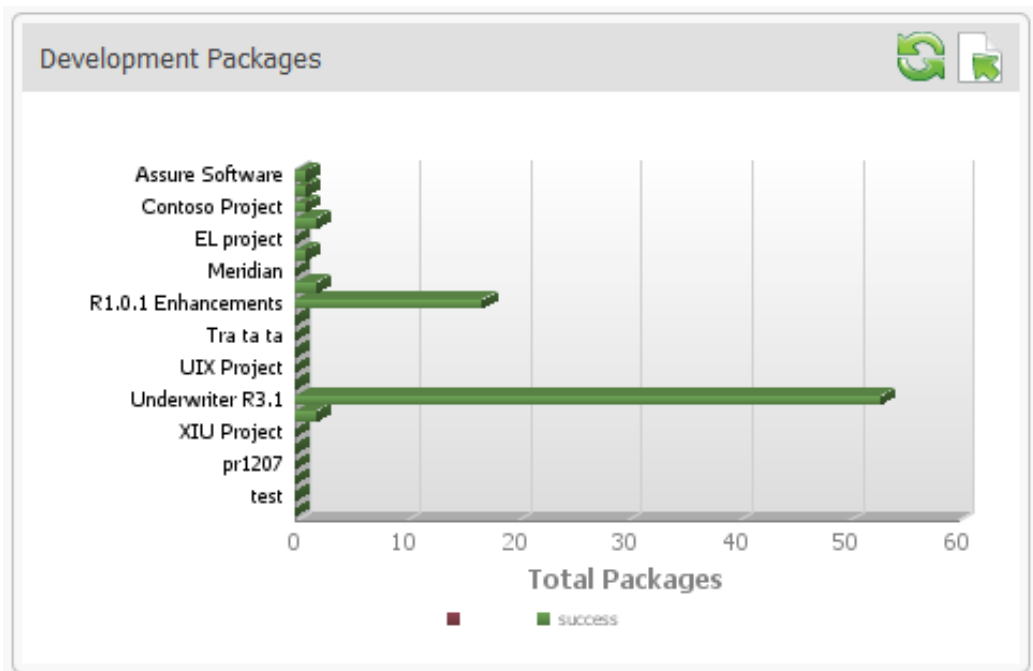 Development Packages
Assure Software
Contoso Project
EL project
Meridian
R1.0.1 Enhancements
Tra ta ta
UIX Project
Underwriter R3.1
XIU Project
pr1207
test
0 10 20 30 40 50 60
Total Packages
success